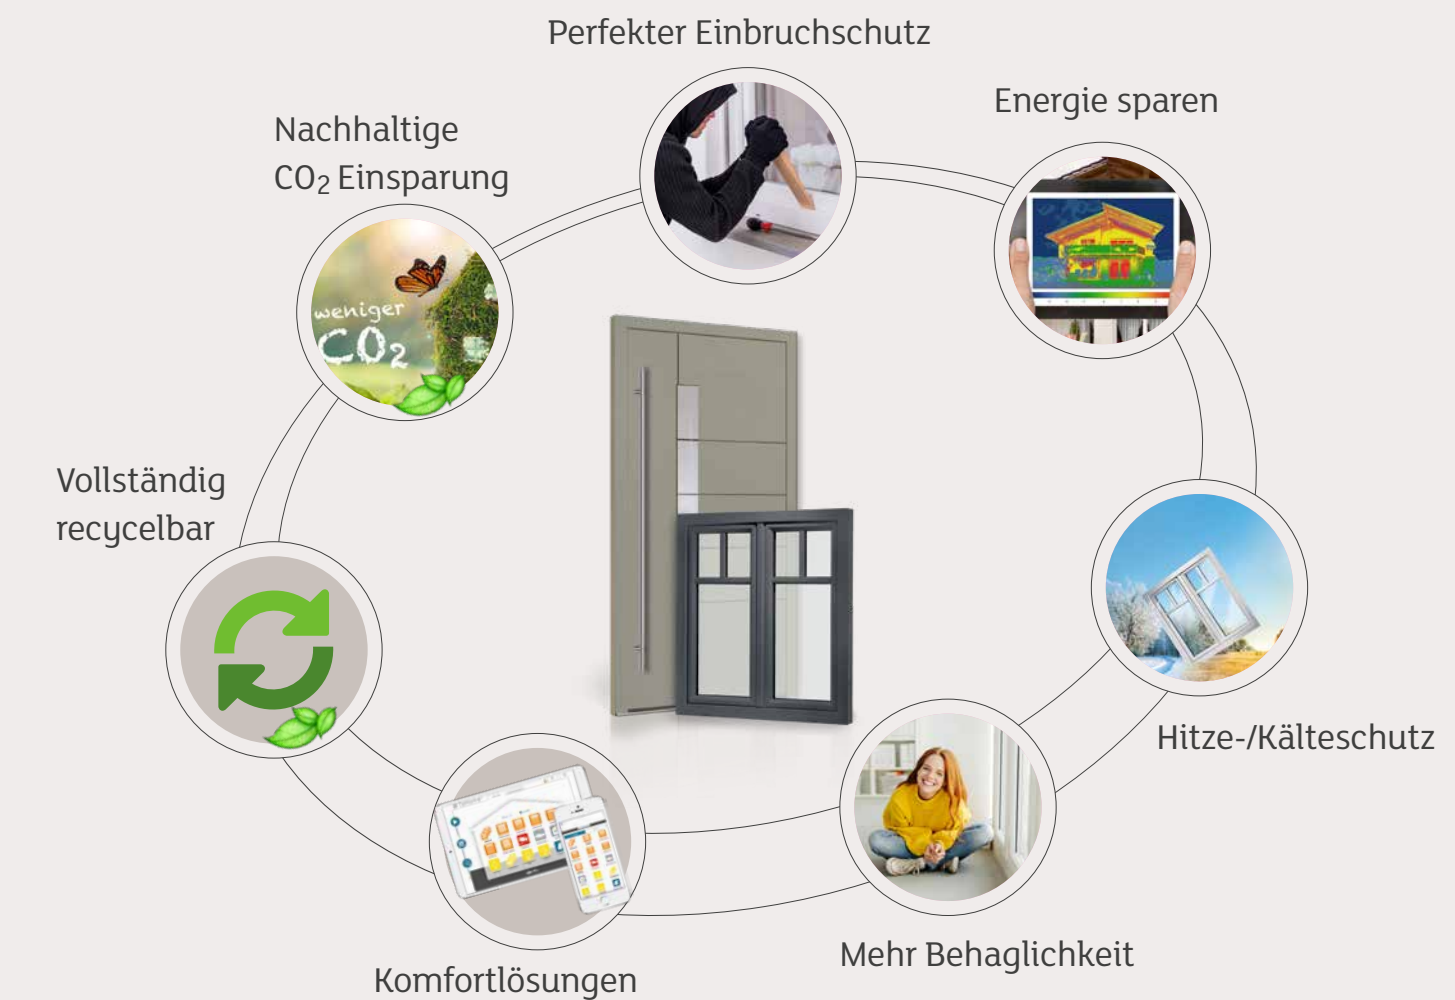 Perfekter Einbruchschutz
Energie sparen
Nachhaltige
CO₂ Einsparung
weniger
CO₂
Vollständig
recycelbar
Hitze-/Kälteschutz
Mehr Behaglichkeit
Komfortlösungen